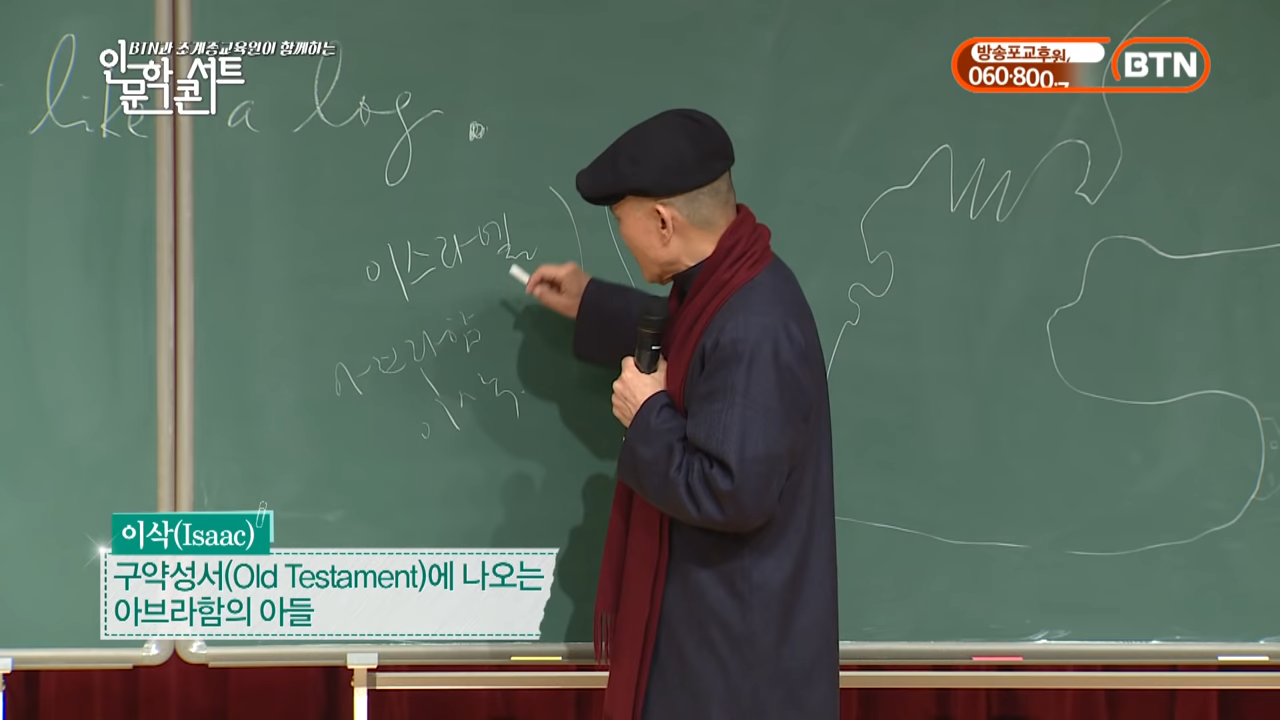 BTN과 조계종교육원이 함께하는
인문학콘서트
방송포교후원,
060·800-7
BTN
like a log.
이스라엘
아브라함
이삭
이삭(Isaac)
구약성서(Old Testament)에 나오는
아브라함의 아들